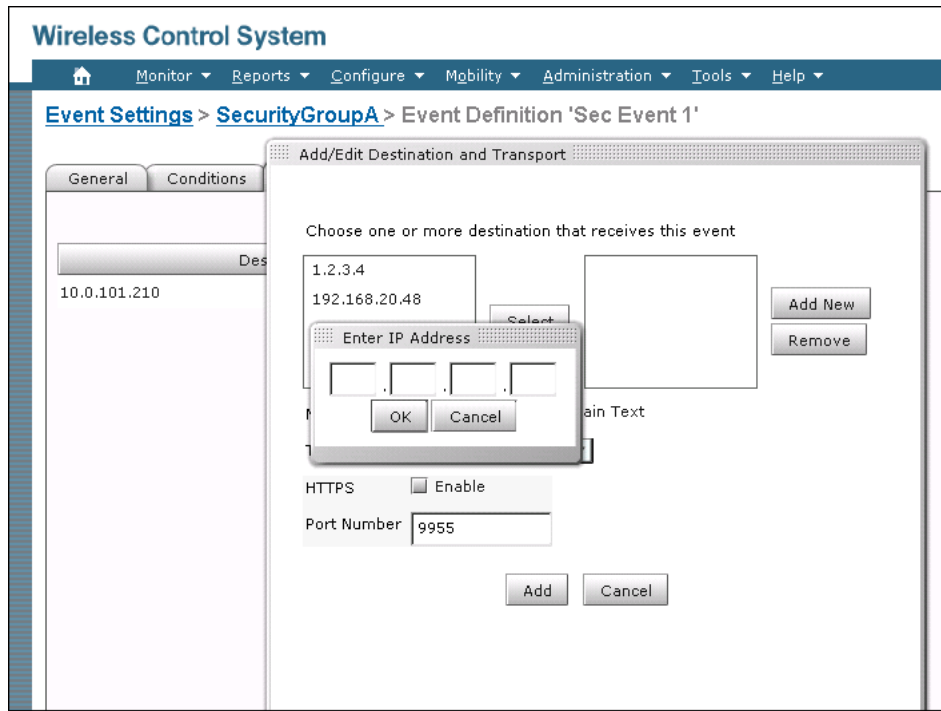 Wireless Control System
Monitor Reports Configure Mobility Administration Tools Help
Event Settings > SecurityGroupA > Event Definition 'Sec Event 1'
Add/Edit Destination and Transport
General Conditions
Choose one or more destination that receives this event
Des
1.2.3.4
10.0.101.210
192.168.20.48
Add New
Select
Enter IP Address
Remove
. . .
OK Cancel
ain Text
HTTPS Enable
Port Number 9955
Add Cancel